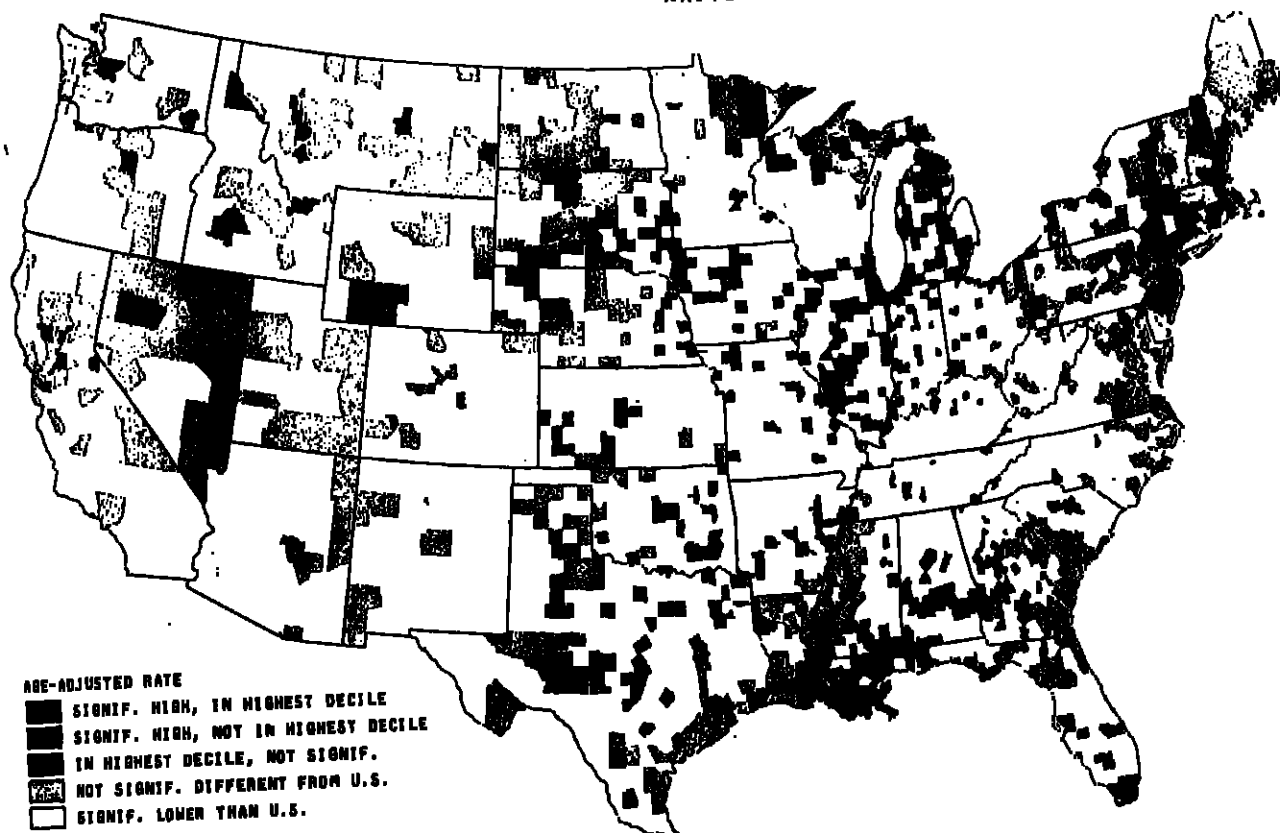 AGE-ADJUSTED RATE
SIGNIF. HIGH, IN HIGHEST DECILE
SIGNIF. HIGH, NOT IN HIGHEST DECILE
IN HIGHEST DECILE, NOT SIGNIF.
NOT SIGNIF. DIFFERENT FROM U.S.
SIGNIF. LOWER THAN U.S.